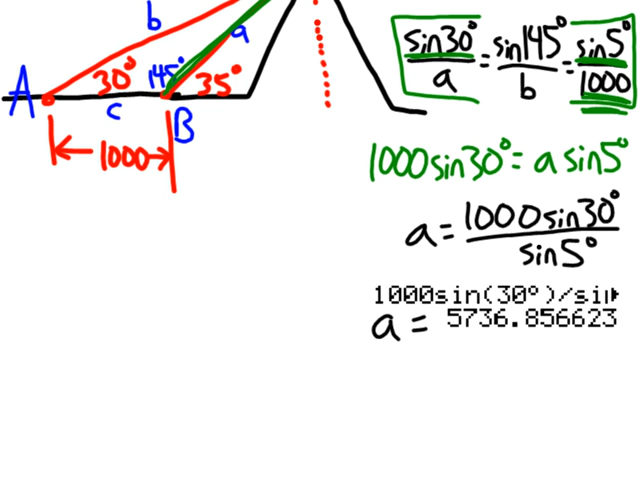 b
a
A
30°
145°
35°
c
B
1000
sin30° / a = sin145° / b = sin5° / 1000
1000sin30° = a sin5°
a = 1000sin30° / sin5°
1000sin(30°)/si
a = 5736.856623